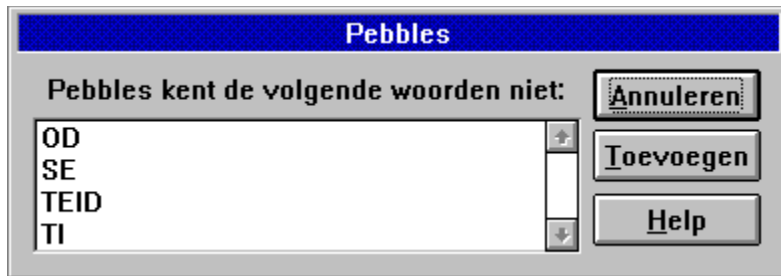 Pebbles
Pebbles kent de volgende woorden niet:
OD
SE
TEID
TI
Annuleren
Toevoegen
Help